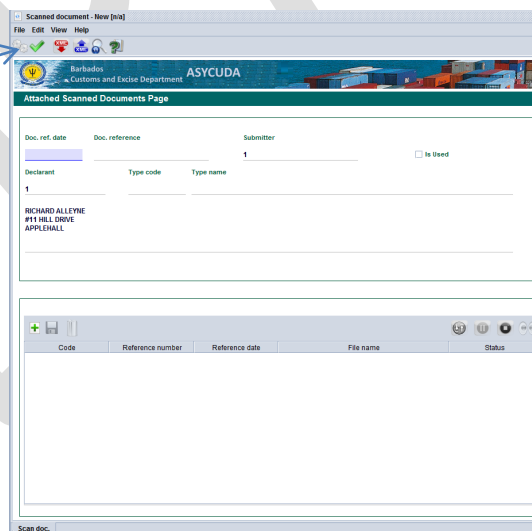 Scanned document - New [n/a]
File Edit View Help
XML XML
Barbados
Customs and Excise Department
ASYCUDA
Attached Scanned Documents Page
Doc. ref. date Doc. reference Submitter
1
Is Used
Declarant Type code Type name
1
RICHARD ALLEYNE
#11 HILL DRIVE
APPLEHALL
Code Reference number Reference date File name Status
Scan doc.